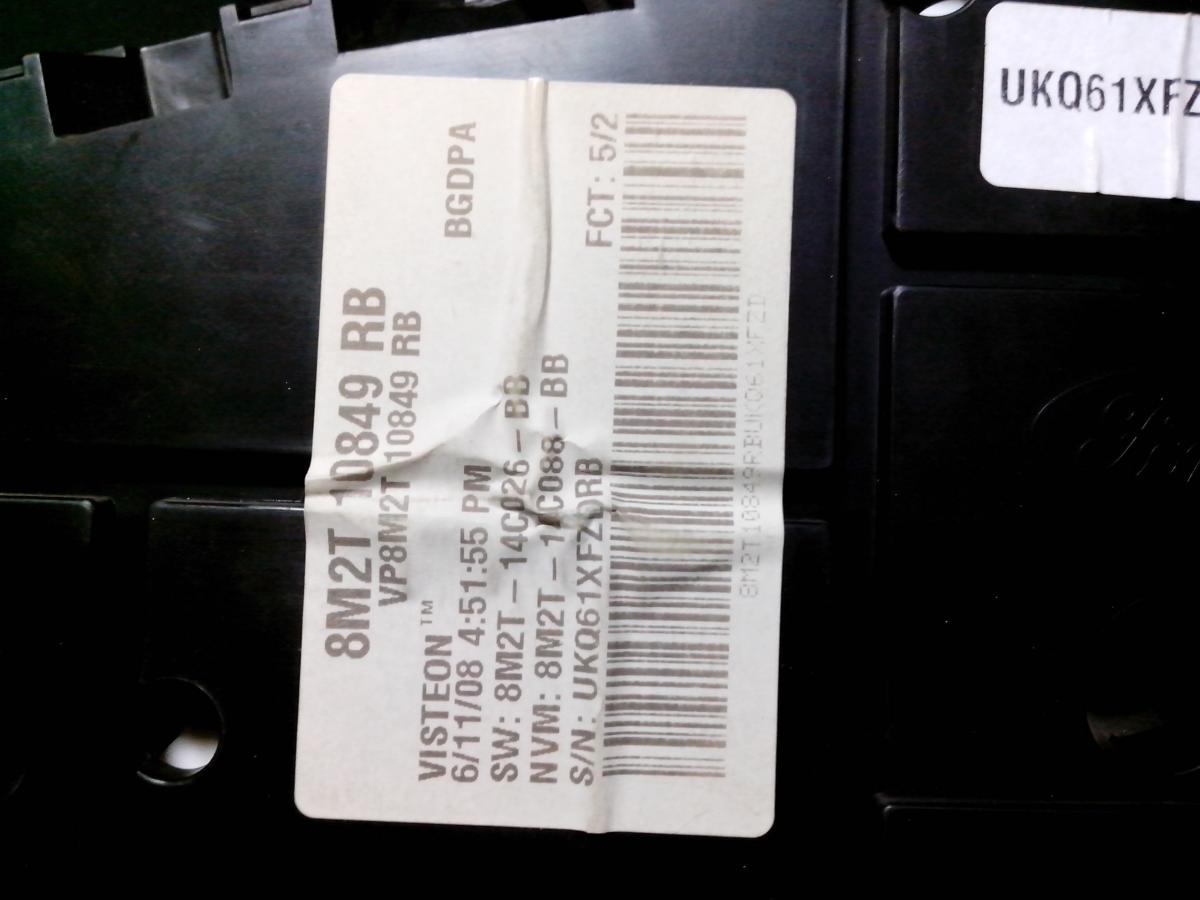 8M2T 10849 RB
VP8M2T 10849 RB
VISTEON™
6/11/08 4:51:55 PM BGDPA
SW: 8M2T-14C026-BB
NVM: 8M2T-14C088-BB
S/N: UKQ61XFZDRB FCT: 5/2
8M2T10849RBUKQ61XFZD
UKQ61XFZ